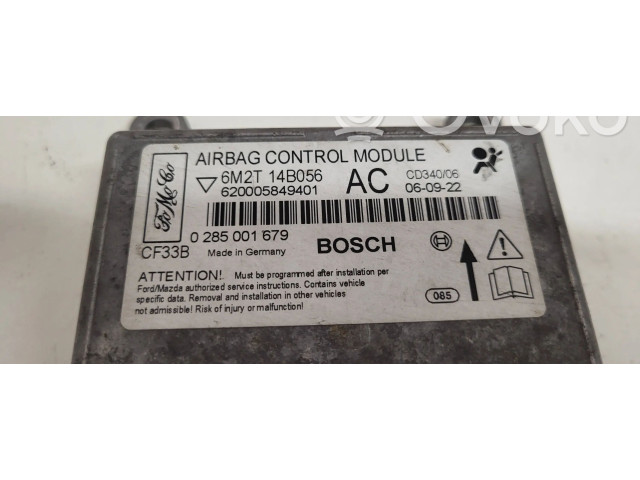 OVOKO
AIRBAG CONTROL MODULE
6M2T 14B056 AC CD340/06
620005849401 06-09-22
FoMoCo
0 285 001 679 BOSCH
CF33B Made in Germany
ATTENTION! Must be programmed after installation per
Ford/Mazda authorized service instructions. Contains vehicle
specific data. Removal and installation in other vehicles
not admissible! Risk of injury or malfunction!
085